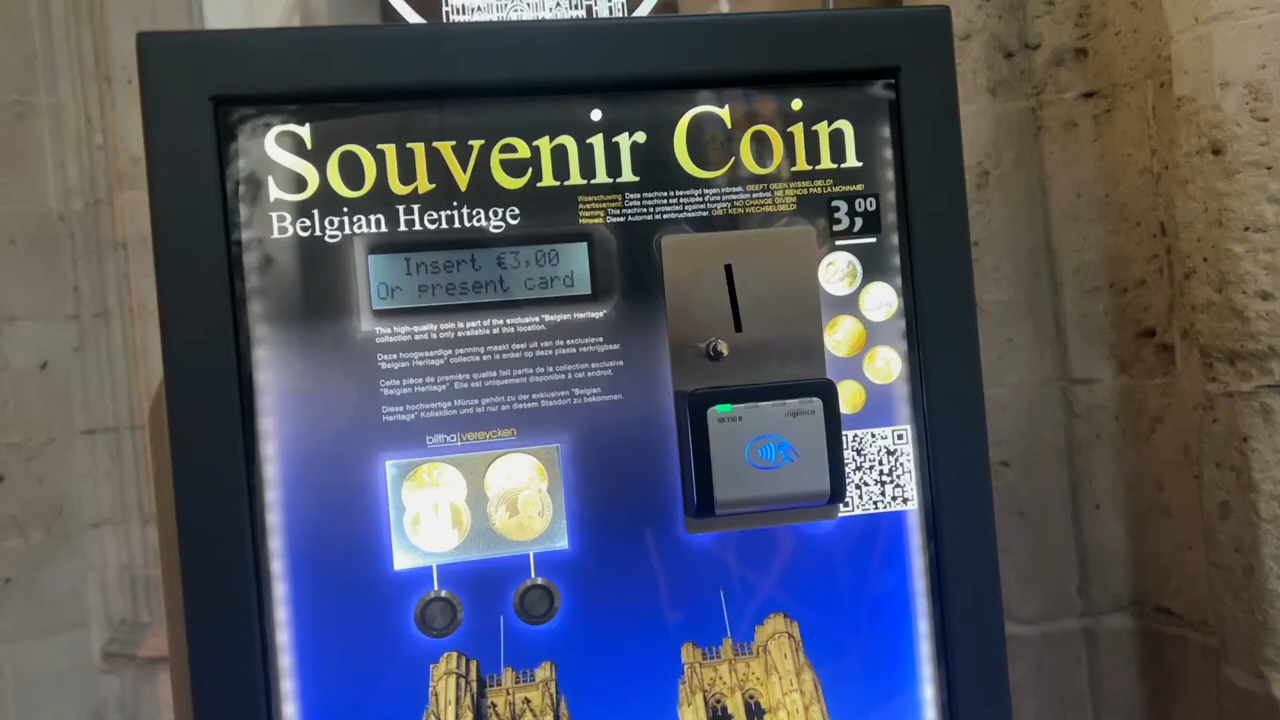 Souvenir Coin
Belgian Heritage
Waarschuwing: Deze machine is beveiligd tegen inbraak. GEEFT GEEN WISSELGELD!
Avertissement: Cette machine est équipée d'une protection antivol. NE RENDS PAS LA MONNAIE!
Warning: This machine is protected against burglary. NO CHANGE GIVEN!
Hinweis: Dieser Automat ist einbruchssicher. GIBT KEIN WECHSELGELD!
3,00
Insert €3,00
Or present card
This high-quality coin is part of the exclusive "Belgian Heritage"
collection and is only available at this location.
Deze hoogwaardige penning maakt deel uit van de exclusieve
"Belgian Heritage" collectie en is enkel op deze plaats verkrijgbaar.
Cette pièce de première qualité fait partie de la collection exclusive
"Belgian Heritage". Elle est uniquement disponible à cet endroit.
Diese hochwertige Münze gehört zu der exklusiven "Belgian
Heritage" Kollektion und ist nur an diesem Standort zu bekommen.
ingenico